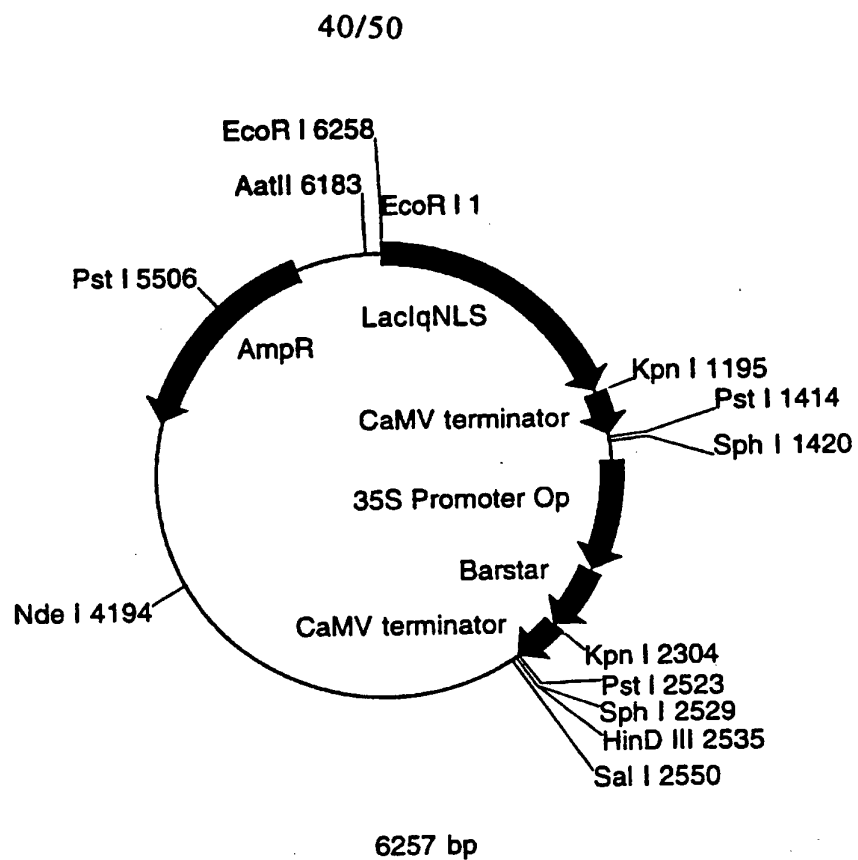 40/50
EcoR I 6258
AatII 6183
EcoR I 1
Pst I 5506
LacIqNLS
AmpR
Kpn I 1195
Pst I 1414
CaMV terminator
Sph I 1420
35S Promoter Op
Barstar
Nde I 4194
CaMV terminator
Kpn I 2304
Pst I 2523
Sph I 2529
HinD III 2535
Sal I 2550
6257 bp